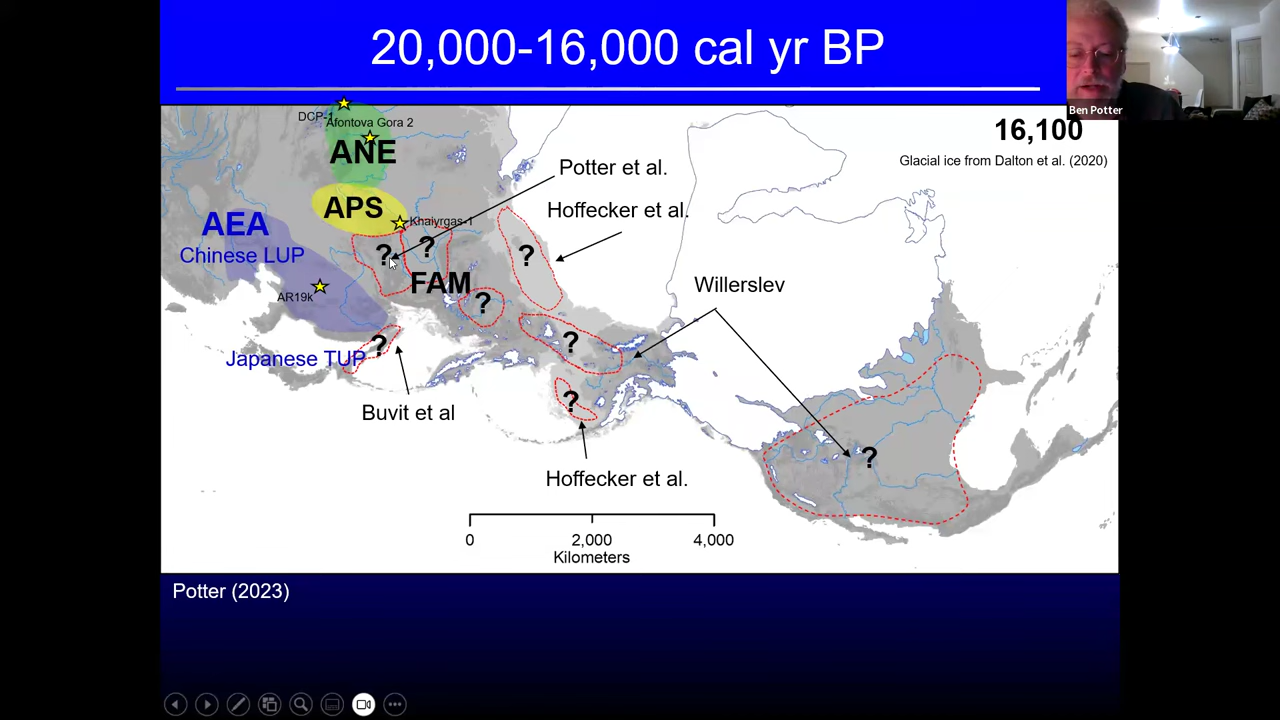 20,000-16,000 cal yr BP
Ben Potter
16,100
Glacial ice from Dalton et al. (2020)
DCP-1
Afontova Gora 2
ANE
Potter et al.
APS
Hoffecker et al.
AEA
Khaiyrgas-1
Chinese LUP
?
?
?
FAM
Willerslev
AR19k
?
?
?
Japanese TUP
?
Buvit et al
?
Hoffecker et al.
0
2,000
4,000
Kilometers
Potter (2023)